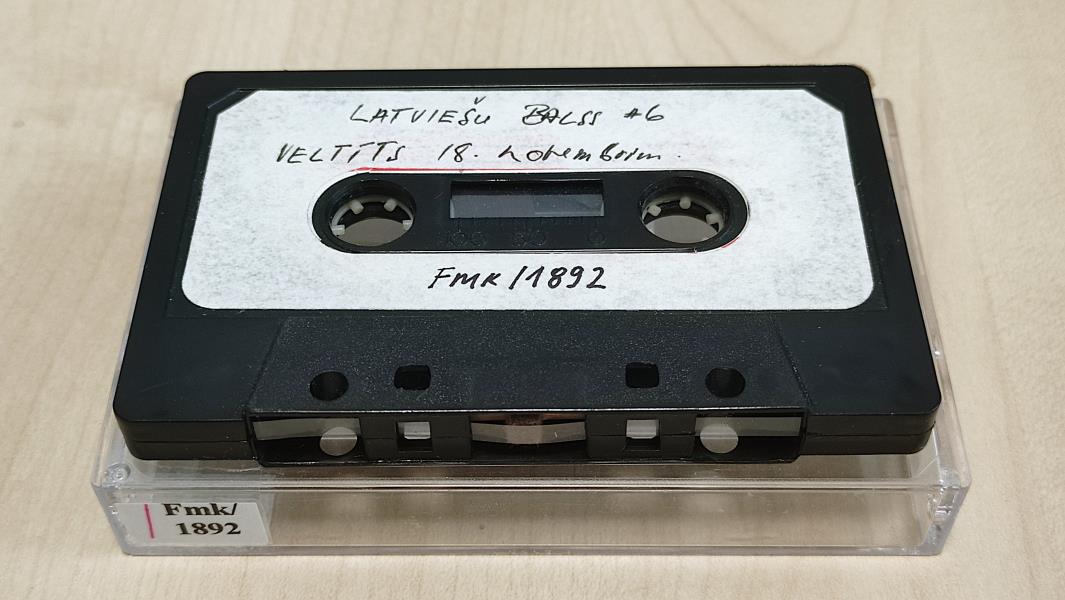 LATVIEŠU BALSS #6
VELTĪTS 18. novembrim.
Fmk/1892
Fmk/
1892